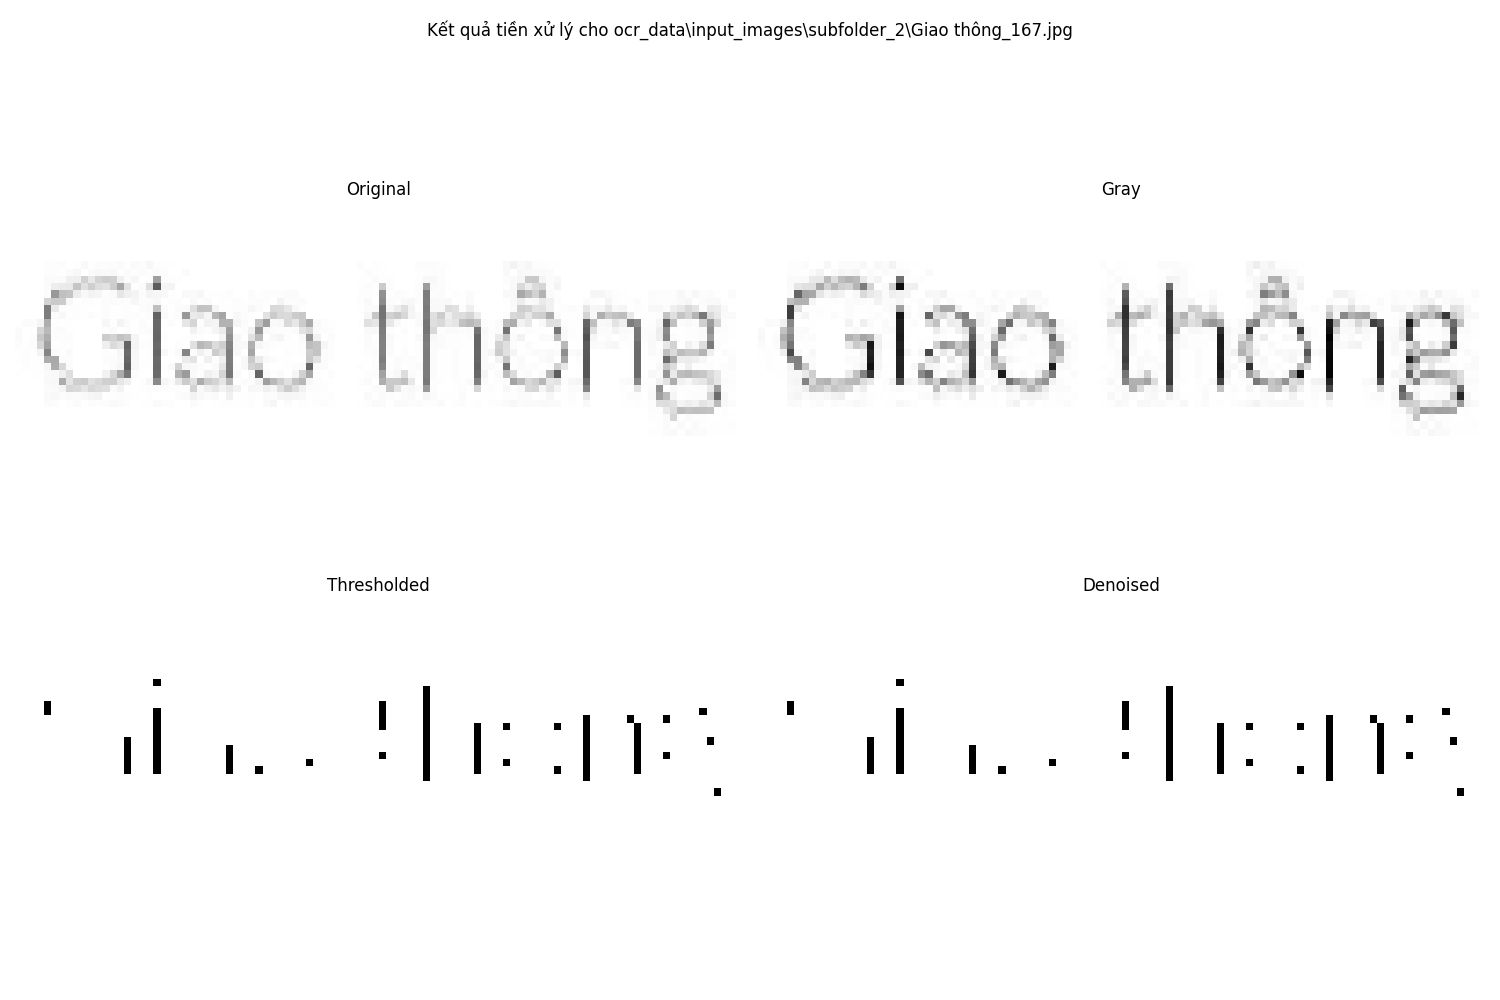 Kết quả tiền xử lý cho ocr_data\input_images\subfolder_2\Giao thông_167.jpg
Original
Gray
Giao thông
Giao thông
Thresholded
Denoised